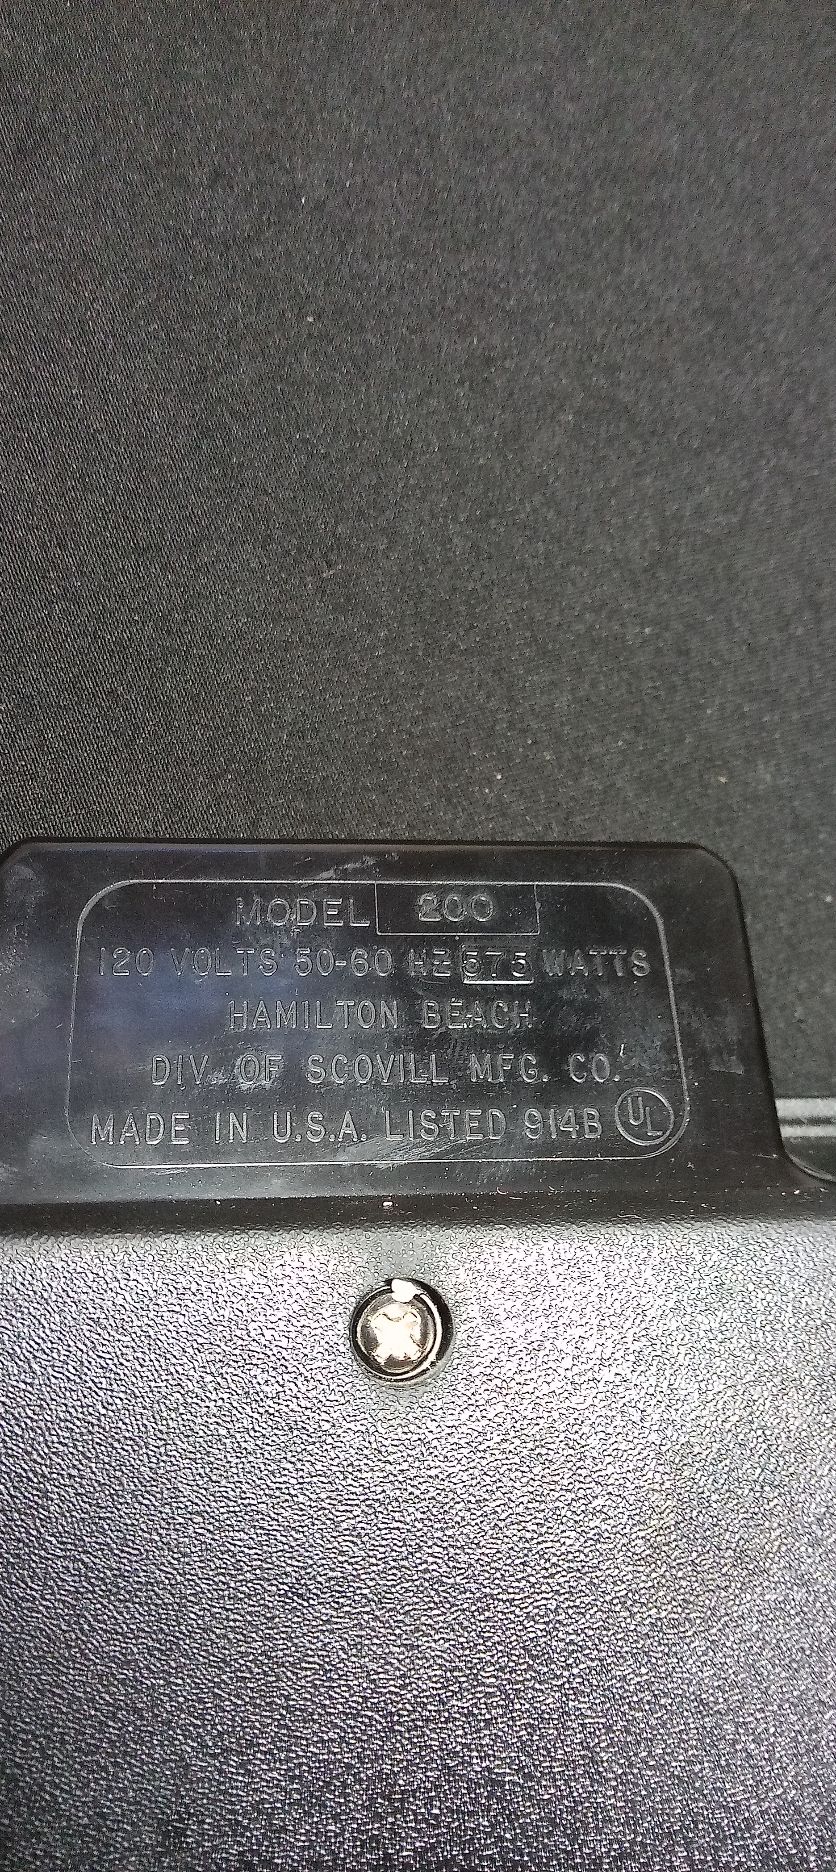 MODEL 200
120 VOLTS 50-60 HZ 575 WATTS
HAMILTON BEACH
DIV. OF SCOVILL MFG. CO.
MADE IN U.S.A. LISTED 914B UL